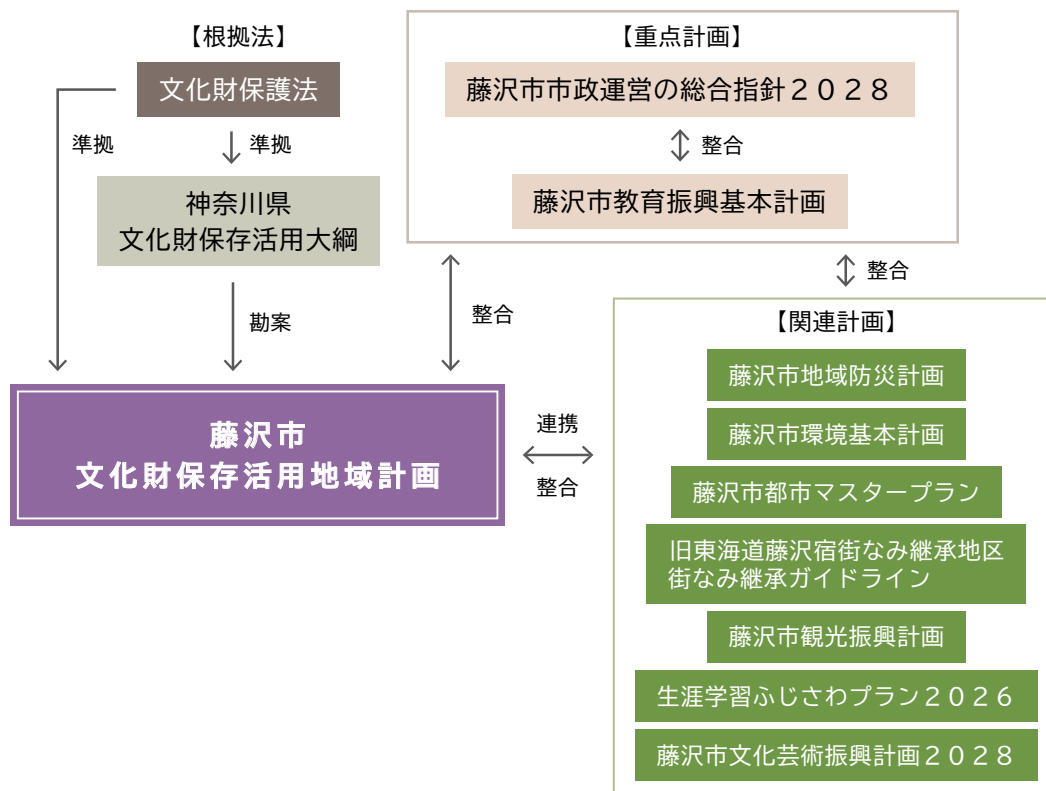 【根拠法】
文化財保護法
準拠
準拠
神奈川県
文化財保存活用大綱
勘案
【重点計画】
藤沢市市政運営の総合指針２０２８
整合
藤沢市教育振興基本計画
整合
整合
藤沢市
文化財保存活用地域計画
連携
整合
【関連計画】
藤沢市地域防災計画
藤沢市環境基本計画
藤沢市都市マスタープラン
旧東海道藤沢宿街なみ継承地区
街なみ継承ガイドライン
藤沢市観光振興計画
生涯学習ふじさわプラン２０２６
藤沢市文化芸術振興計画２０２８